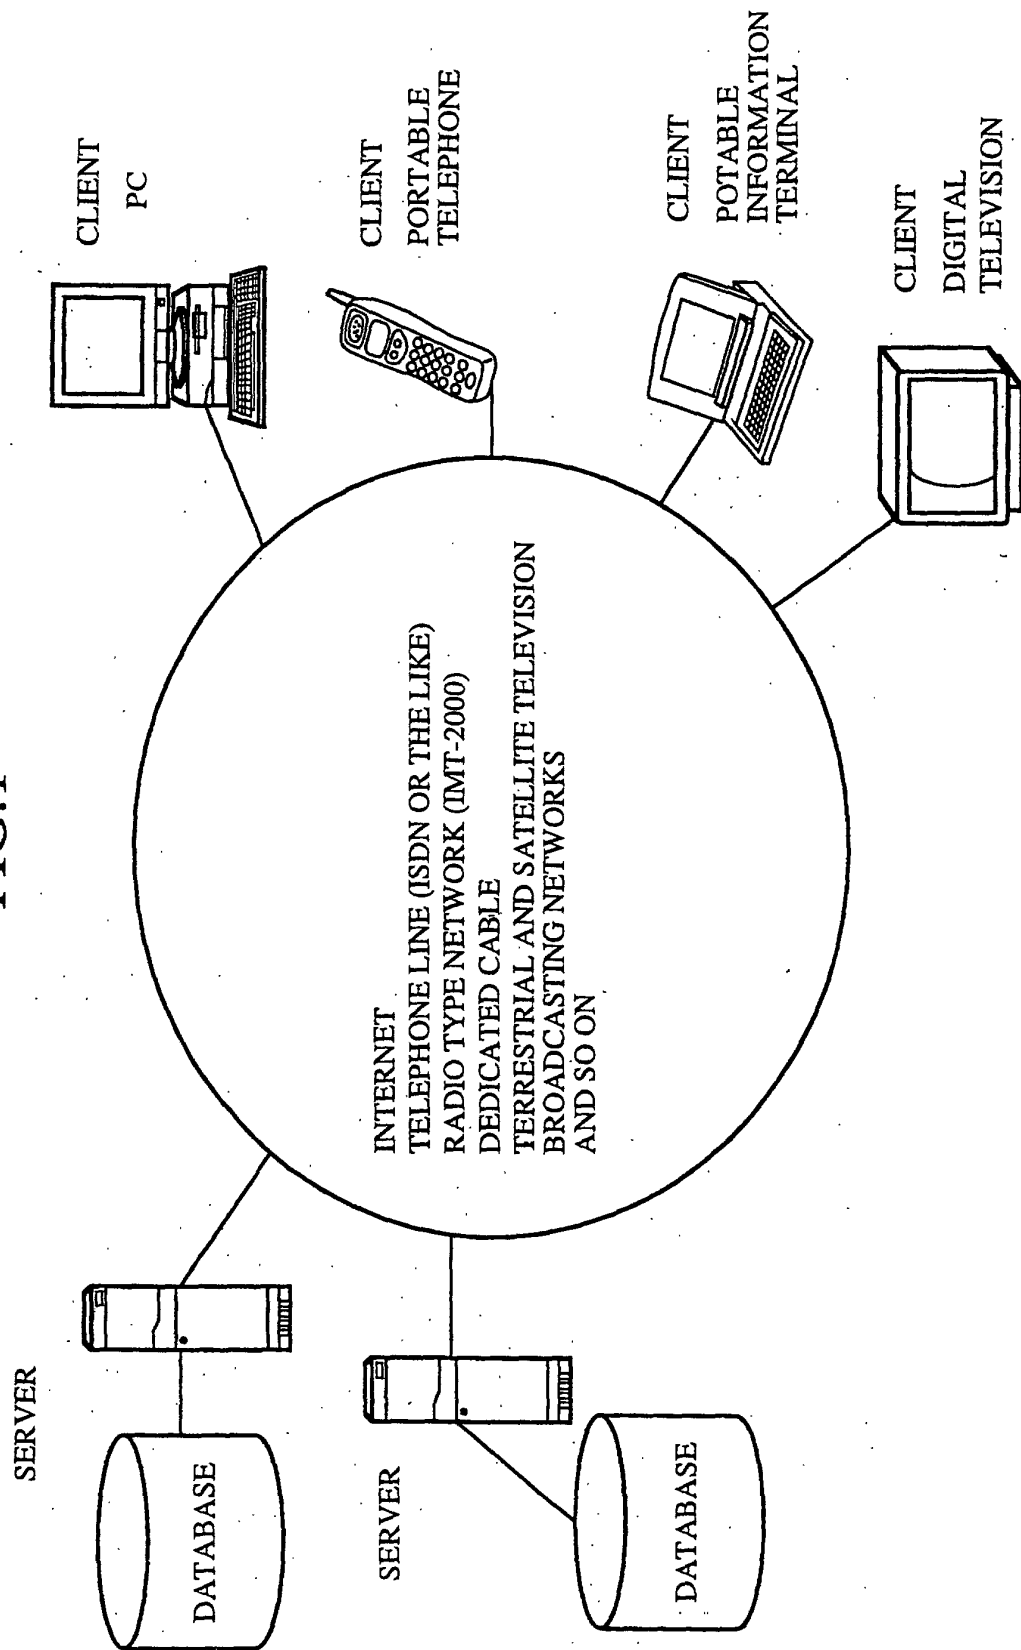 FIG.1
SERVER
DATABASE
SERVER
DATABASE
INTERNET
TELEPHONE LINE (ISDN OR THE LIKE)
RADIO TYPE NETWORK (IMT-2000)
DEDICATED CABLE
TERRESTRIAL AND SATELLITE TELEVISION
BROADCASTING NETWORKS
AND SO ON
CLIENT
PC
CLIENT
PORTABLE
TELEPHONE
CLIENT
POTABLE
INFORMATION
TERMINAL
CLIENT
DIGITAL
TELEVISION